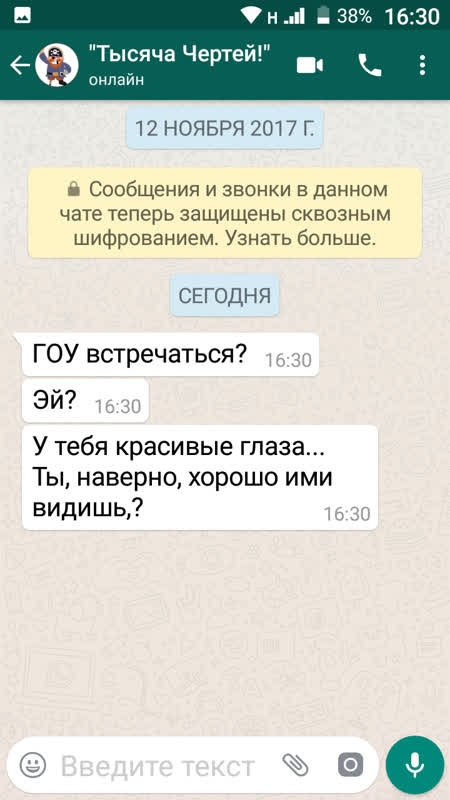 Н 38% 16:30
"Тысяча Чертей!"
онлайн
12 НОЯБРЯ 2017 Г.
Сообщения и звонки в данном
чате теперь защищены сквозным
шифрованием. Узнать больше.
СЕГОДНЯ
ГОУ встречаться? 16:30
Эй? 16:30
У тебя красивые глаза...
Ты, наверно, хорошо ими
видишь,? 16:30
Введите текст